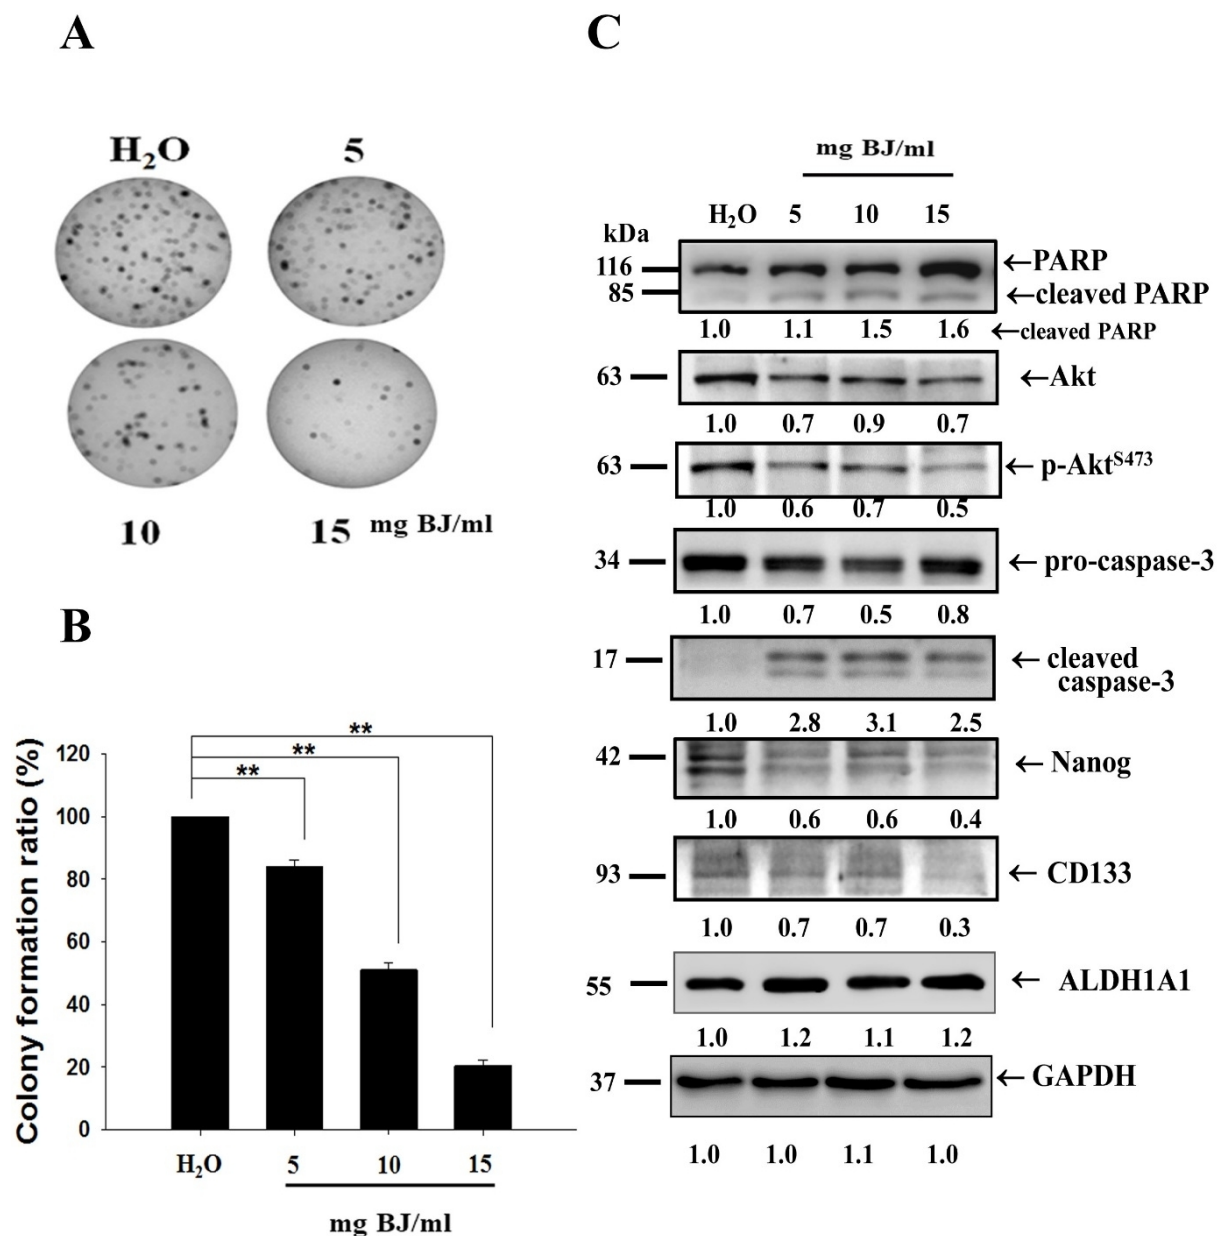 A
H₂O 5
10 15 mg BJ/ml
B
Colony formation ratio (%)
120
100
80
60
40
20
0
**
**
**
H₂O 5 10 15
mg BJ/ml
C
mg BJ/ml
H₂O 5 10 15
kDa
116 ←PARP
85 ←cleaved PARP
1.0 1.1 1.5 1.6 ←cleaved PARP
63 ←Akt
1.0 0.7 0.9 0.7
63 ← p-Aktˢ⁴⁷³
1.0 0.6 0.7 0.5
34 ← pro-caspase-3
1.0 0.7 0.5 0.8
17 ← cleaved
caspase-3
1.0 2.8 3.1 2.5
42 ← Nanog
1.0 0.6 0.6 0.4
93 ← CD133
1.0 0.7 0.7 0.3
55 ← ALDH1A1
1.0 1.2 1.1 1.2
37 ← GAPDH
1.0 1.0 1.1 1.0